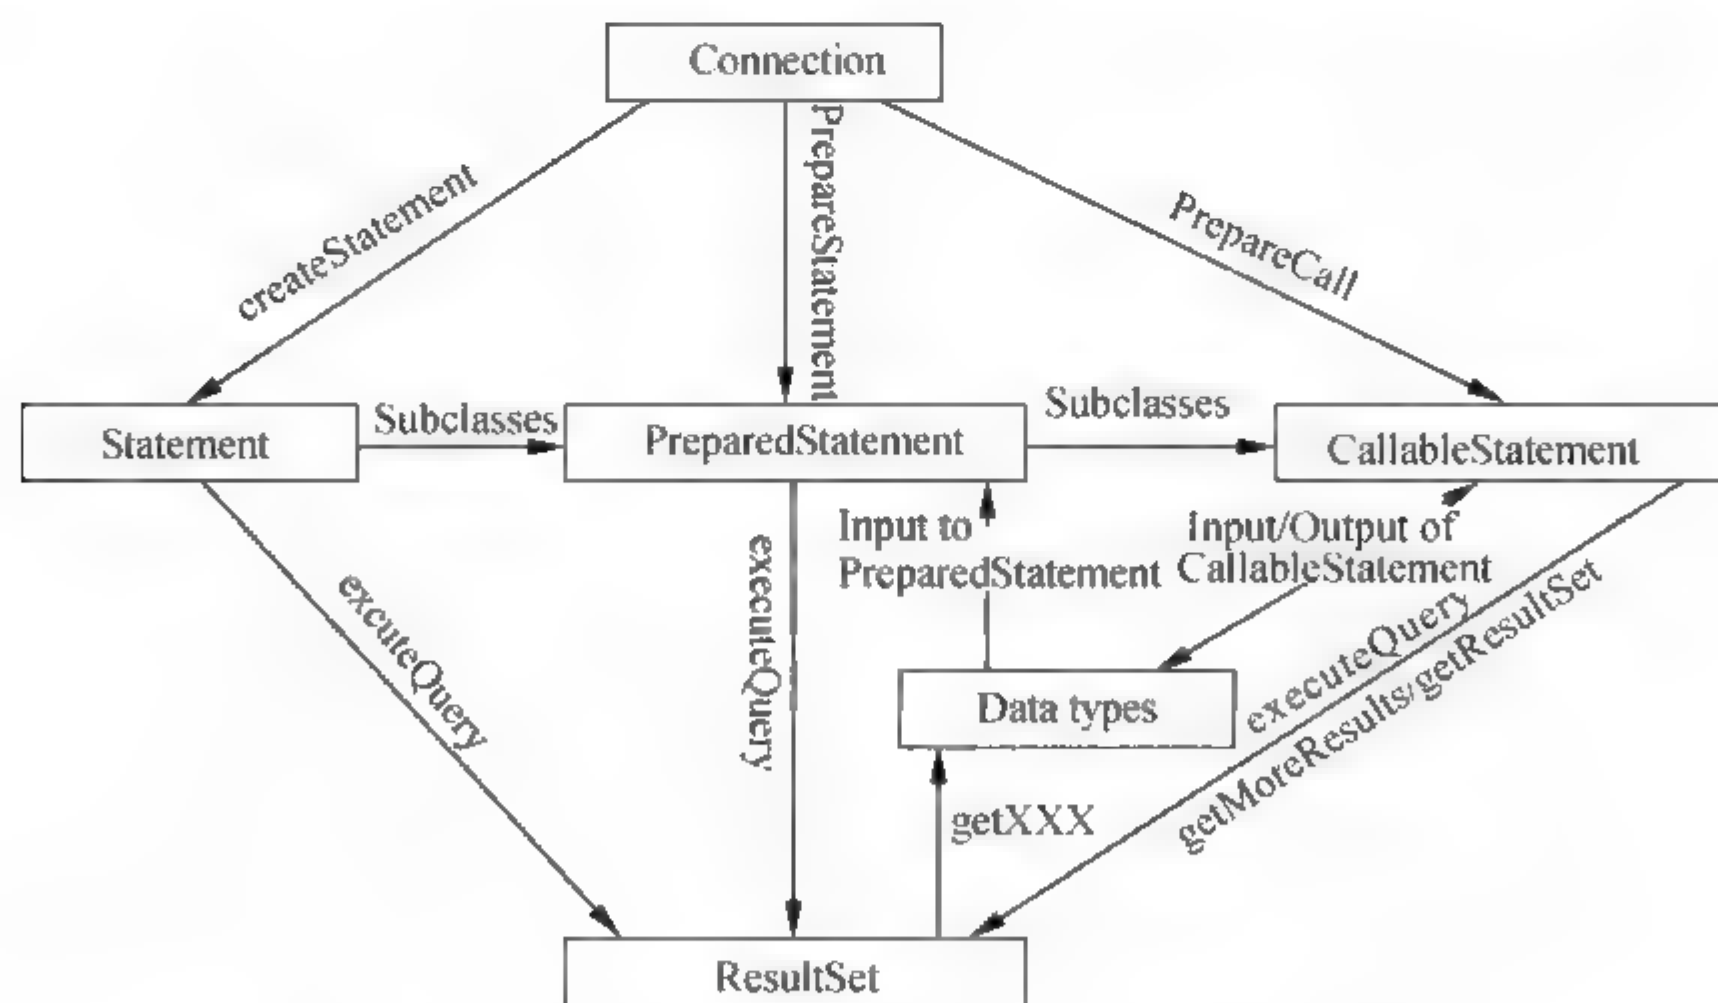 Connection
createStatement
PrepareStatement
PrepareCall
Statement
Subclasses
PreparedStatement
Subclasses
CallableStatement
excuteQuery
executeQuery
Input to
PreparedStatement
Input/Output of
CallableStatement
executeQuery
getMoreResults/getResultSet
Data types
getXXX
ResultSet